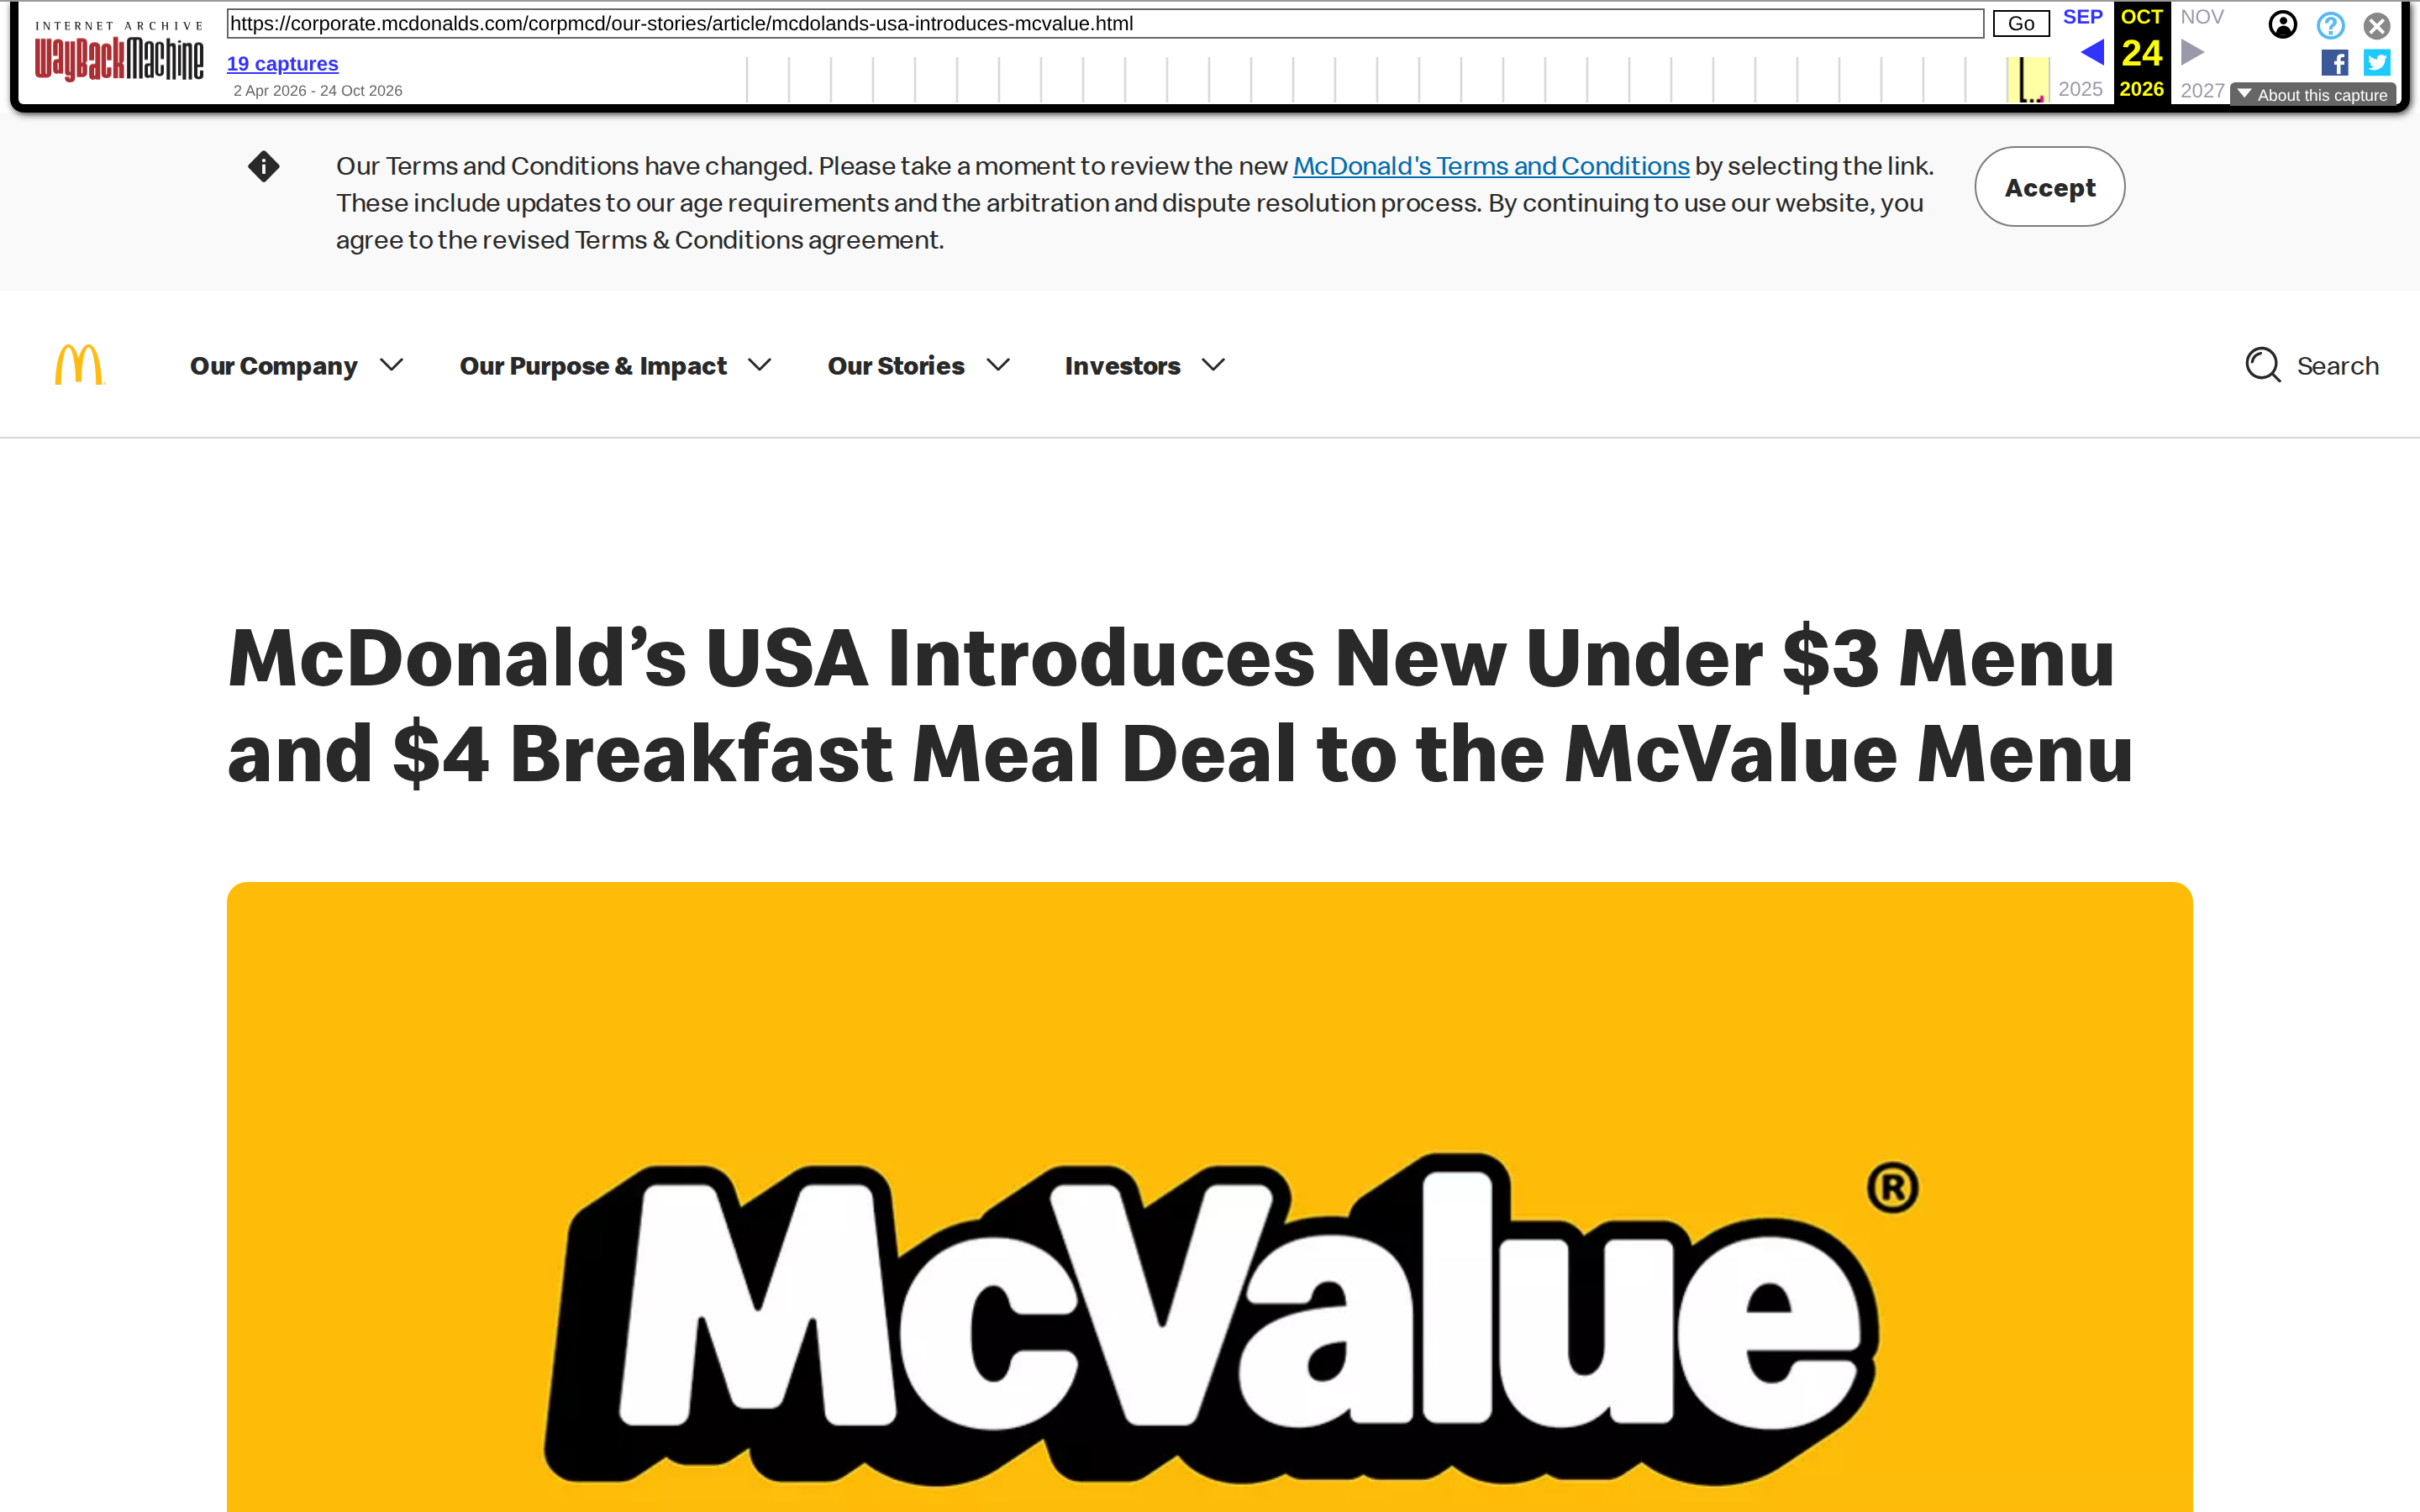 INTERNET ARCHIVE
WayBackMachine
https://corporate.mcdonalds.com/corpmcd/our-stories/article/mcdolands-usa-introduces-mcvalue.html
Go
19 captures
2 Apr 2026 - 24 Oct 2026
SEP
OCT
NOV
24
2025
2026
2027
f
About this capture
Our Terms and Conditions have changed. Please take a moment to review the new McDonald's Terms and Conditions by selecting the link.
These include updates to our age requirements and the arbitration and dispute resolution process. By continuing to use our website, you
agree to the revised Terms & Conditions agreement.
Accept
Our Company
Our Purpose & Impact
Our Stories
Investors
Search
McDonald’s USA Introduces New Under $3 Menu
and $4 Breakfast Meal Deal to the McValue Menu
McValue®